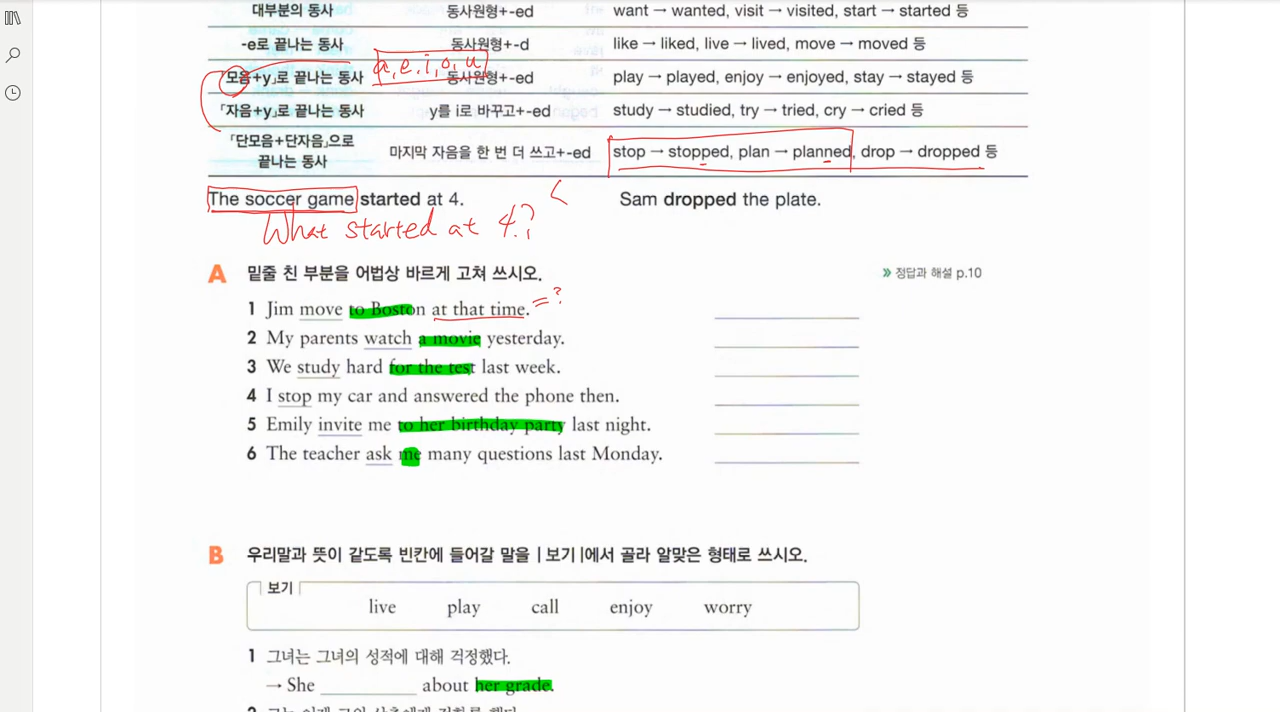 대부분의 동사 동사원형+-ed want → wanted, visit → visited, start → started 등
-e로 끝나는 동사 동사원형+-d like → liked, live → lived, move → moved 등
a, e, i, o, u
「모음+y」로 끝나는 동사 동사원형+-ed play → played, enjoy → enjoyed, stay → stayed 등
「자음+y」로 끝나는 동사 y를 i로 바꾸고+-ed study → studied, try → tried, cry → cried 등
「단모음+단자음」으로
끝나는 동사 마지막 자음을 한 번 더 쓰고+-ed stop → stopped, plan → planned, drop → dropped 등
The soccer game started at 4. Sam dropped the plate.
What started at 4?
A 밑줄 친 부분을 어법상 바르게 고쳐 쓰시오. » 정답과 해설 p.10
1 Jim move to Boston at that time. = ?
2 My parents watch a movie yesterday.
3 We study hard for the test last week.
4 I stop my car and answered the phone then.
5 Emily invite me to her birthday party last night.
6 The teacher ask me many questions last Monday.
B 우리말과 뜻이 같도록 빈칸에 들어갈 말을 |보기|에서 골라 알맞은 형태로 쓰시오.
보기
live play call enjoy worry
1 그녀는 그녀의 성적에 대해 걱정했다.
→ She __________ about her grade.